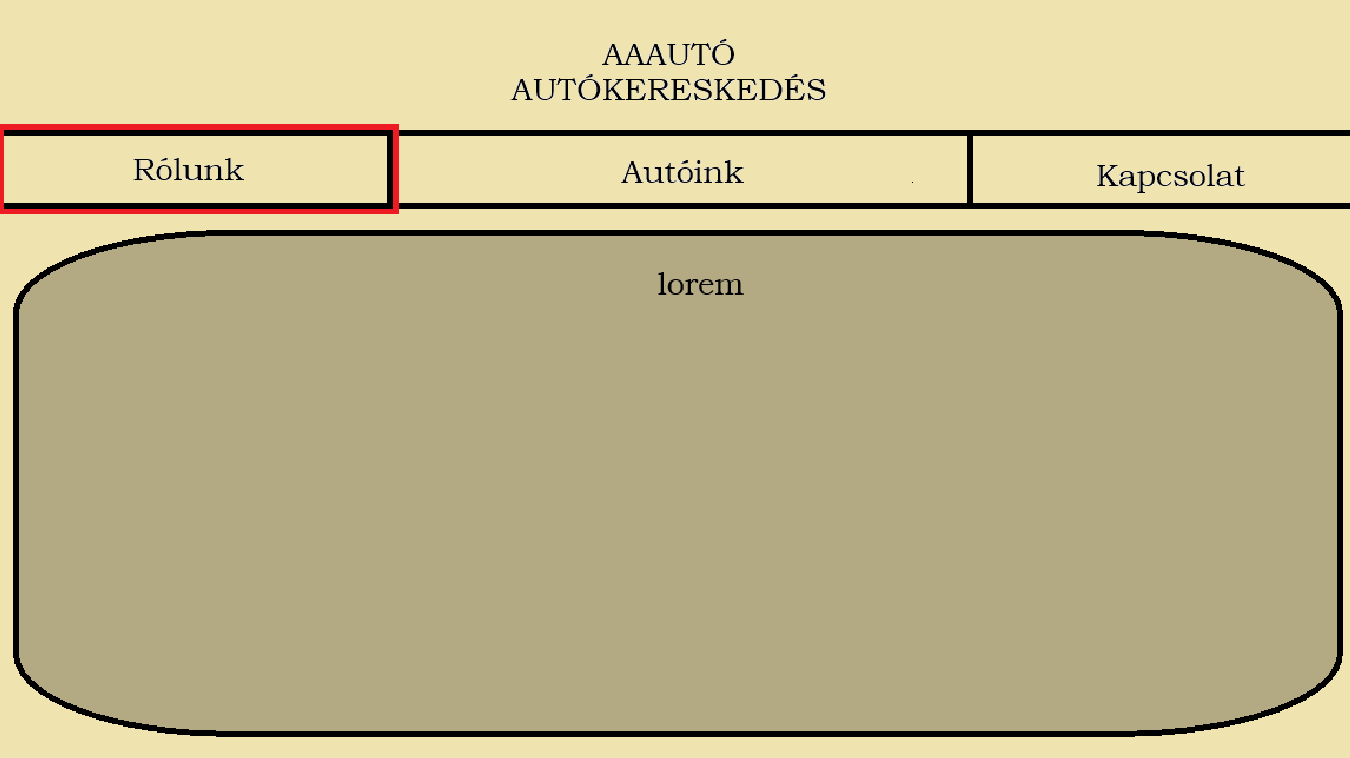 AAAUTÓ
AUTÓKERESKEDÉS
Rólunk
Autóink
Kapcsolat
lorem